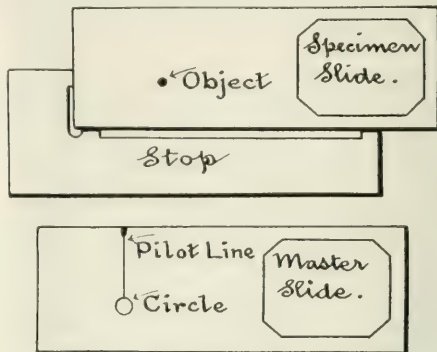 Specimen
Slide.
Object
Stop
Pilot Line
Master
Slide.
Circle